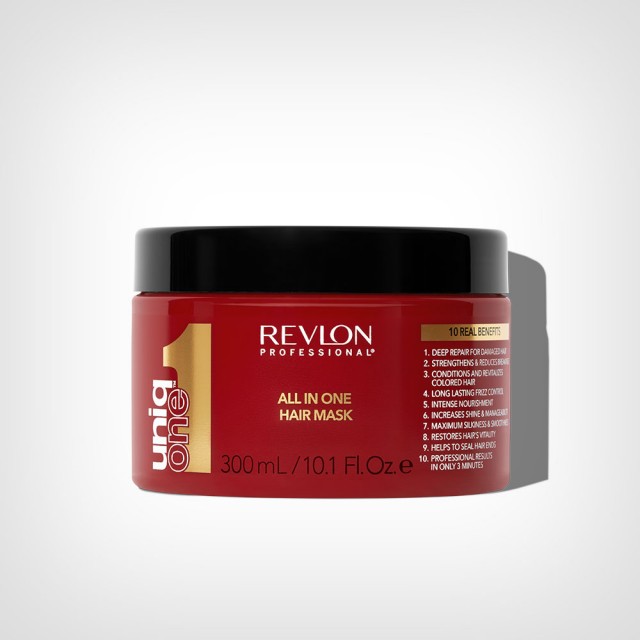 uniq
one
1
™
REVLON
PROFESSIONAL®
ALL IN ONE
HAIR MASK
300 mL / 10.1 Fl.Oz. e
10 REAL BENEFITS
1. DEEP REPAIR FOR DAMAGED HAIR
2. STRENGTHENS & REDUCES
3. CONDITIONS AND REVITALIZES
COLORED HAIR
4. LONG LASTING FRIZZ CONTROL
5. INTENSE NOURISHMENT
6. INCREASES SHINE &
7. MAXIMUM SILKINESS &
8. RESTORES HAIR'S VITALITY
9. HELPS TO SEAL HAIR ENDS
10. PROFESSIONAL RESULTS
IN ONLY 3 MINUTES